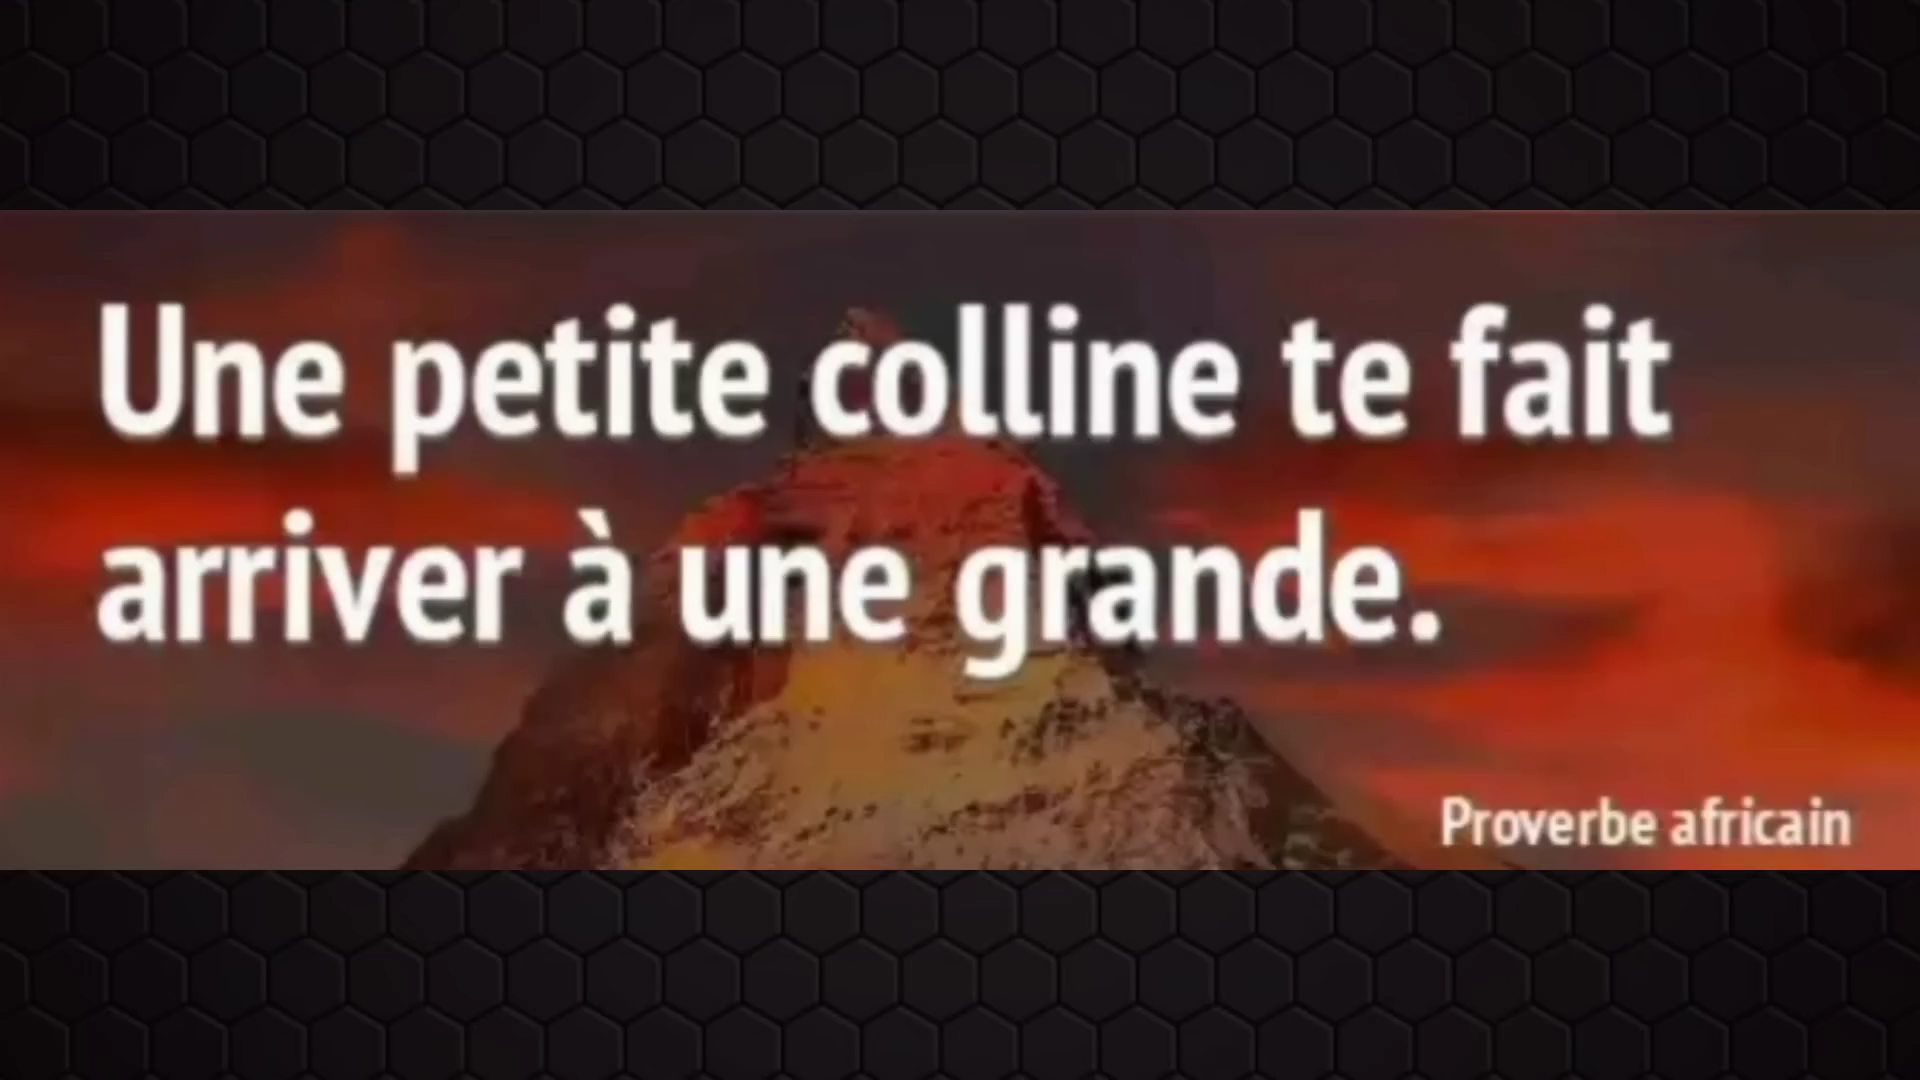 Une petite colline te fait
arriver à une grande.
Proverbe africain